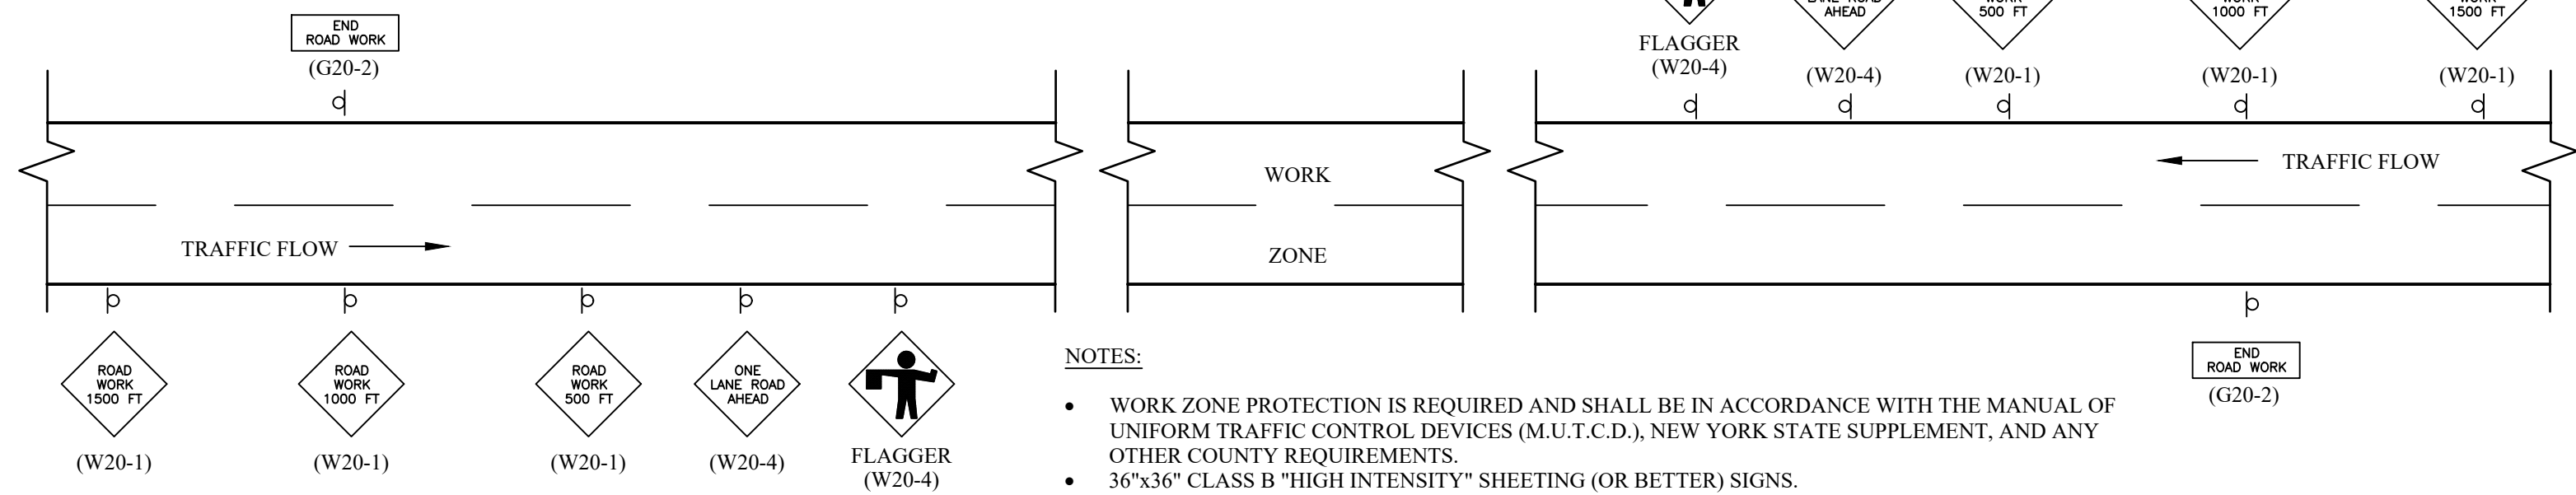 END
ROAD WORK
(G20-2)
FLAGGER
(W20-4)
AHEAD
(W20-4)
500 FT
(W20-1)
1000 FT
(W20-1)
1500 FT
(W20-1)
WORK
ZONE
TRAFFIC FLOW
TRAFFIC FLOW
ROAD
WORK
1500 FT
(W20-1)
ROAD
WORK
1000 FT
(W20-1)
ROAD
WORK
500 FT
(W20-1)
ONE
LANE ROAD
AHEAD
(W20-4)
FLAGGER
(W20-4)
END
ROAD WORK
(G20-2)
NOTES:
• WORK ZONE PROTECTION IS REQUIRED AND SHALL BE IN ACCORDANCE WITH THE MANUAL OF
UNIFORM TRAFFIC CONTROL DEVICES (M.U.T.C.D.), NEW YORK STATE SUPPLEMENT, AND ANY
OTHER COUNTY REQUIREMENTS.
• 36"x36" CLASS B "HIGH INTENSITY" SHEETING (OR BETTER) SIGNS.